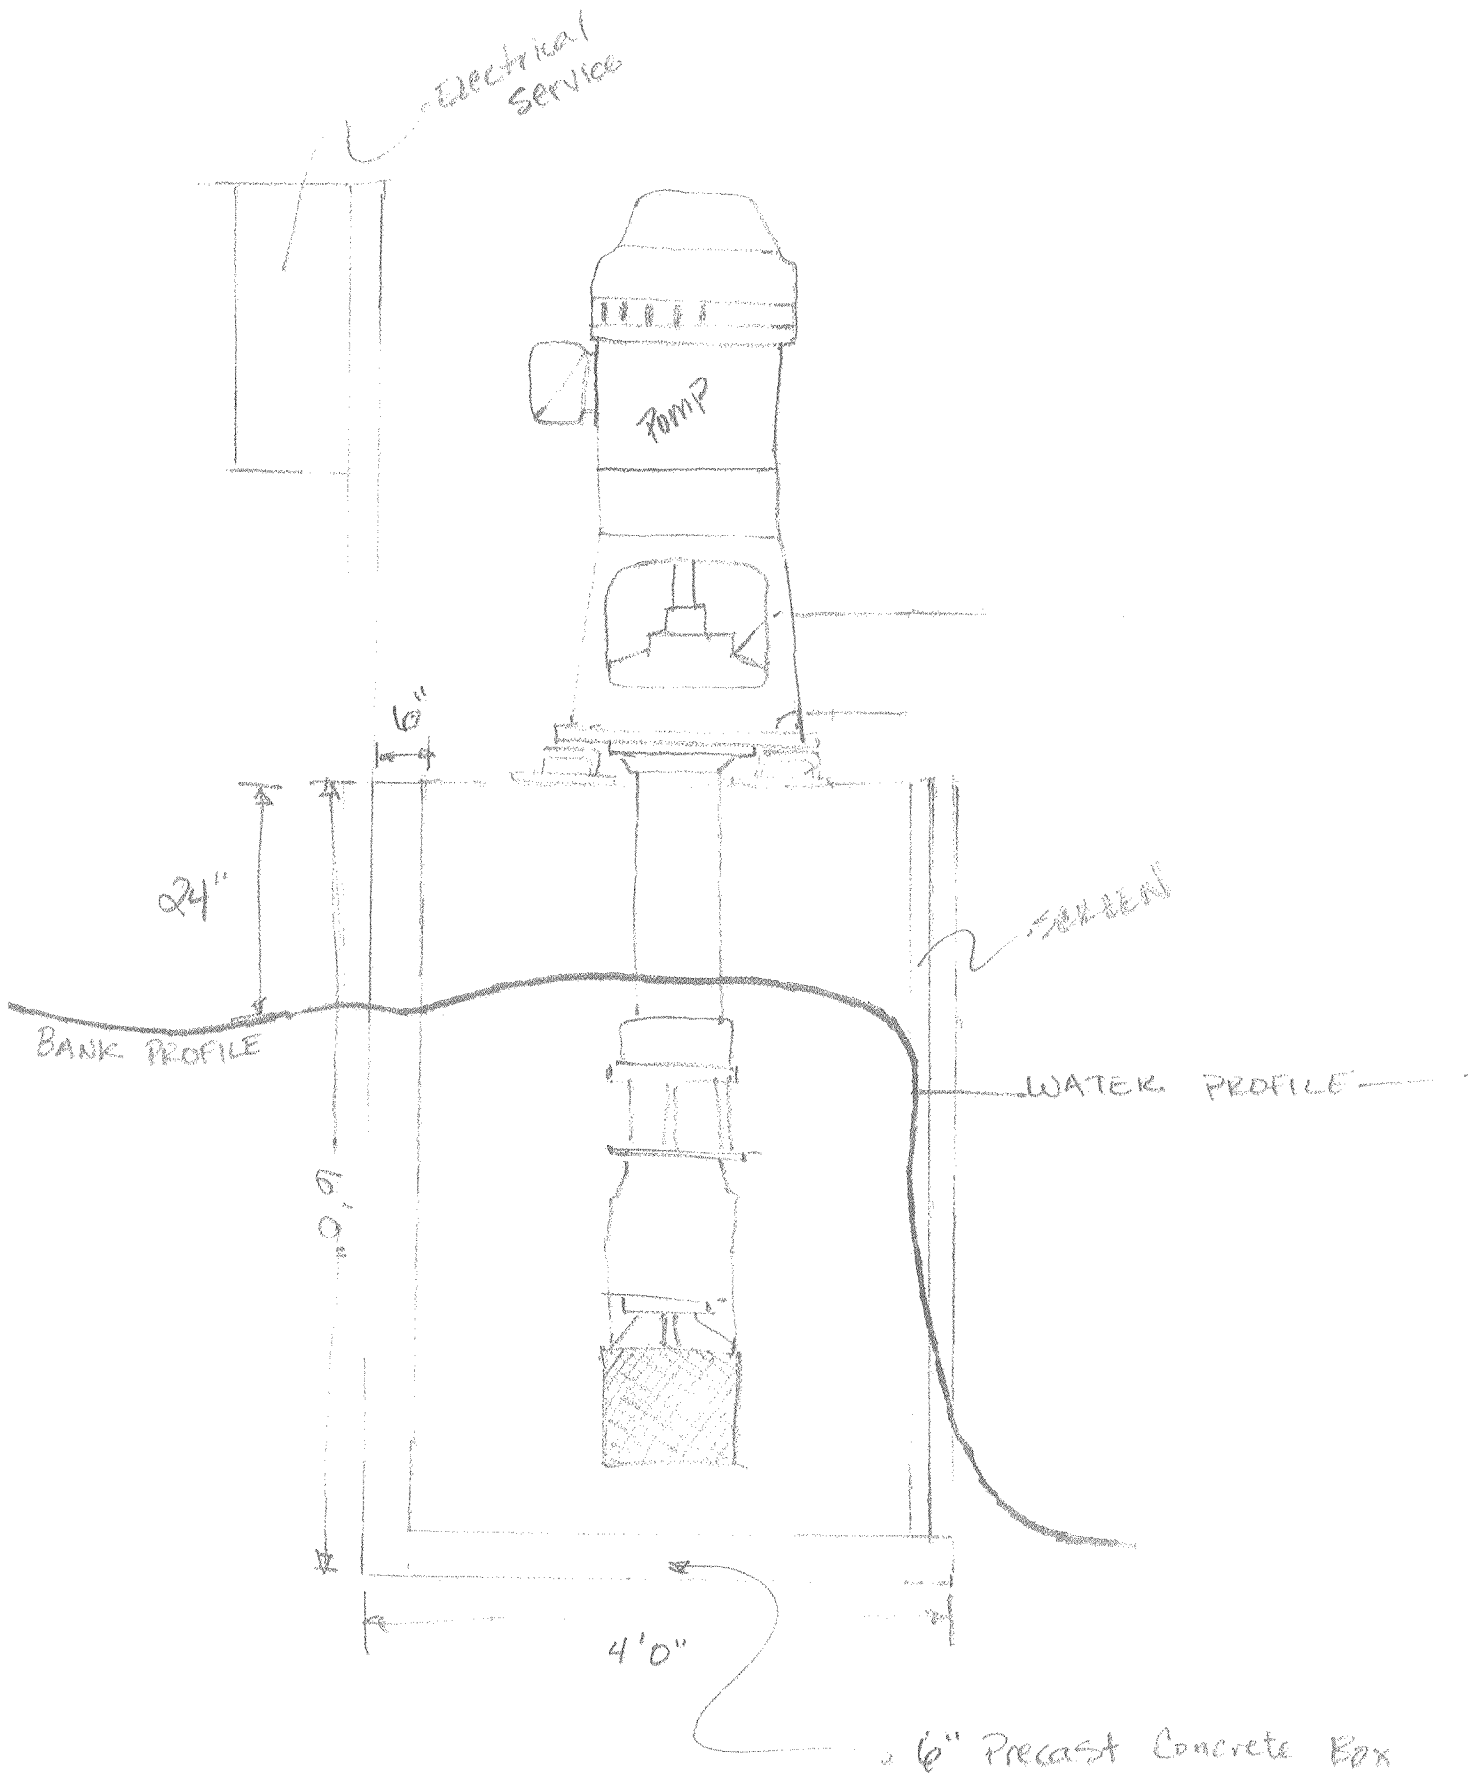 Electrical
Service
Pump
6"
24"
SCREEN
BANK PROFILE
WATER PROFILE
6'0"
4'0"
6" Precast Concrete Box